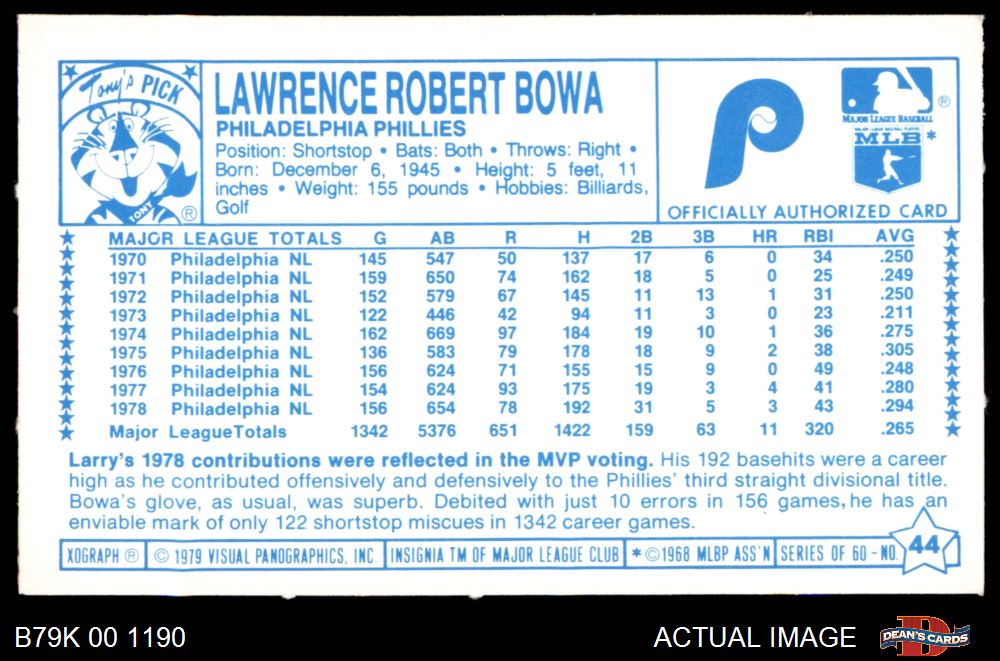 Tony's PICK
TONY ®
LAWRENCE ROBERT BOWA
PHILADELPHIA PHILLIES
Position: Shortstop • Bats: Both • Throws: Right •
Born: December 6, 1945 • Height: 5 feet, 11
inches • Weight: 155 pounds • Hobbies: Billiards,
Golf
P
®
MAJOR LEAGUE BASEBALL
MAJOR LEAGUE BASEBALL PLAYERS
MLB *
OFFICIALLY AUTHORIZED CARD
MAJOR LEAGUE TOTALS G AB R H 2B 3B HR RBI AVG
1970 Philadelphia NL 145 547 50 137 17 6 0 34 .250
1971 Philadelphia NL 159 650 74 162 18 5 0 25 .249
1972 Philadelphia NL 152 579 67 145 11 13 1 31 .250
1973 Philadelphia NL 122 446 42 94 11 3 0 23 .211
1974 Philadelphia NL 162 669 97 184 19 10 1 36 .275
1975 Philadelphia NL 136 583 79 178 18 9 2 38 .305
1976 Philadelphia NL 156 624 71 155 15 9 0 49 .248
1977 Philadelphia NL 154 624 93 175 19 3 4 41 .280
1978 Philadelphia NL 156 654 78 192 31 5 3 43 .294
Major LeagueTotals 1342 5376 651 1422 159 63 11 320 .265
Larry's 1978 contributions were reflected in the MVP voting. His 192 basehits were a career
high as he contributed offensively and defensively to the Phillies' third straight divisional title.
Bowa's glove, as usual, was superb. Debited with just 10 errors in 156 games, he has an
enviable mark of only 122 shortstop miscues in 1342 career games.
XOGRAPH ® © 1979 VISUAL PANOGRAPHICS, INC. INSIGNIA TM OF MAJOR LEAGUE CLUB * © 1968 MLBP ASS'N SERIES OF 60 - NO. 44
B79K 00 1190 ACTUAL IMAGE DEAN'S CARDS